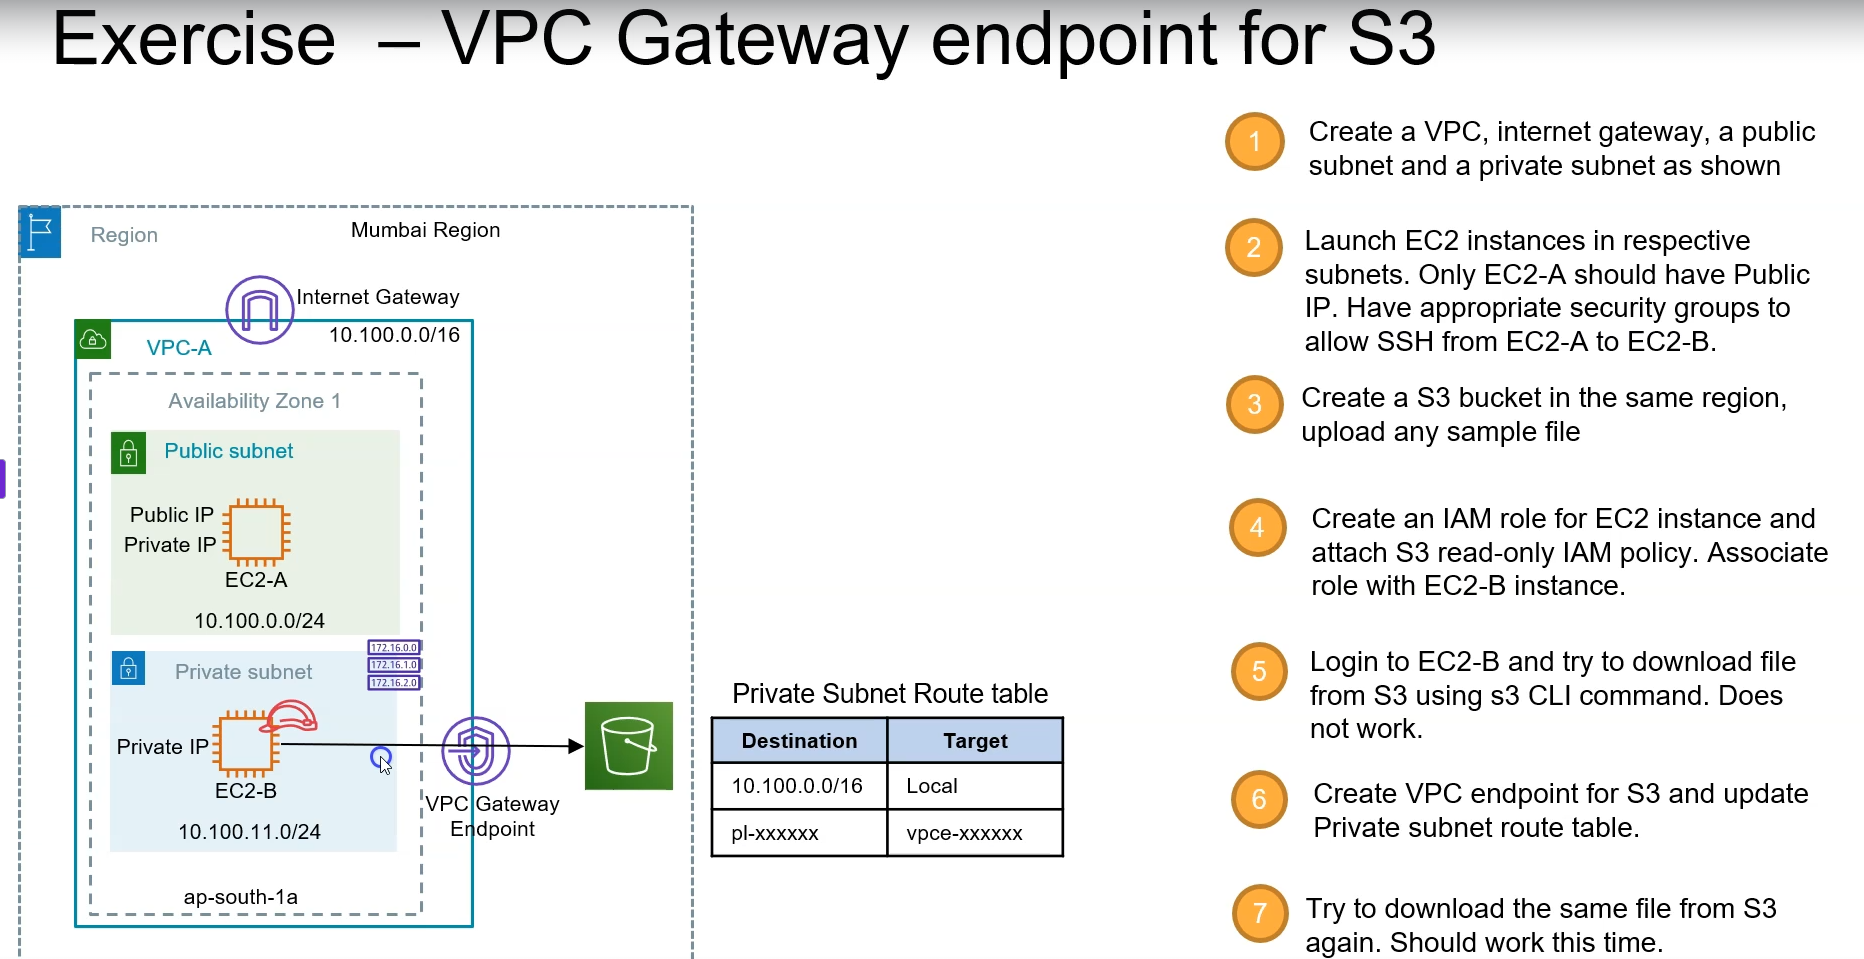 Exercise – VPC Gateway endpoint for S3
Region
Mumbai Region
Internet Gateway
10.100.0.0/16
VPC-A
Availability Zone 1
Public subnet
Public IP
Private IP
EC2-A
10.100.0.0/24
172.16.0.0
172.16.1.0
172.16.2.0
Private subnet
Private IP
EC2-B
10.100.11.0/24
VPC Gateway
Endpoint
ap-south-1a
Private Subnet Route table
Destination Target
10.100.0.0/16 Local
pl-xxxxxx vpce-xxxxxx
1
Create a VPC, internet gateway, a public
subnet and a private subnet as shown
2
Launch EC2 instances in respective
subnets. Only EC2-A should have Public
IP. Have appropriate security groups to
allow SSH from EC2-A to EC2-B.
3
Create a S3 bucket in the same region,
upload any sample file
4
Create an IAM role for EC2 instance and
attach S3 read-only IAM policy. Associate
role with EC2-B instance.
5
Login to EC2-B and try to download file
from S3 using s3 CLI command. Does
not work.
6
Create VPC endpoint for S3 and update
Private subnet route table.
7
Try to download the same file from S3
again. Should work this time.